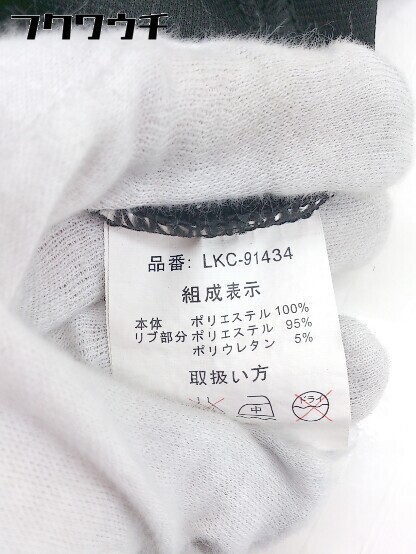 フクウウチ
品番: LKC-91434
組成表示
本体 ポリエステル 100%
リブ部分 ポリエステル 95%
ポリウレタン 5%
取扱い方
中 ドライ